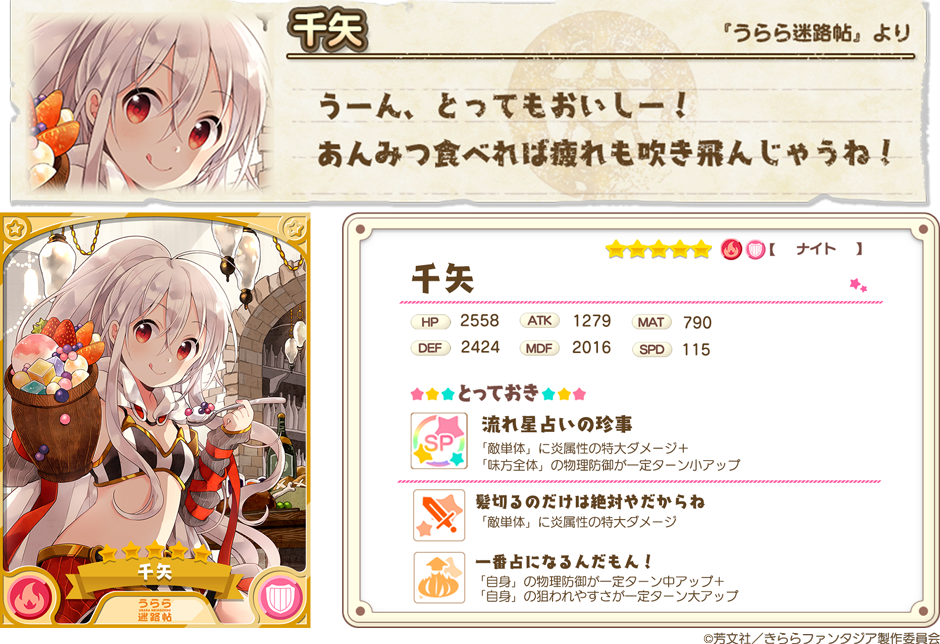 千矢
『うらら迷路帖』より
うーん、とってもおいしー！
あんみつ食べれば疲れも吹き飛んじゃうね！
千矢
うらら
迷路帖
【 ナイト 】
千矢
HP 2558 ATK 1279 MAT 790
DEF 2424 MDF 2016 SPD 115
とっておき
SP
流れ星占いの珍事
「敵単体」に炎属性の特大ダメージ＋
「味方全体」の物理防御が一定ターン小アップ
髪切るのだけは絶対やだからね
「敵単体」に炎属性の特大ダメージ
一番占になるんだもん！
「自身」の物理防御が一定ターン中アップ＋
「自身」の狙われやすさが一定ターン大アップ
©芳文社／きららファンタジア製作委員会